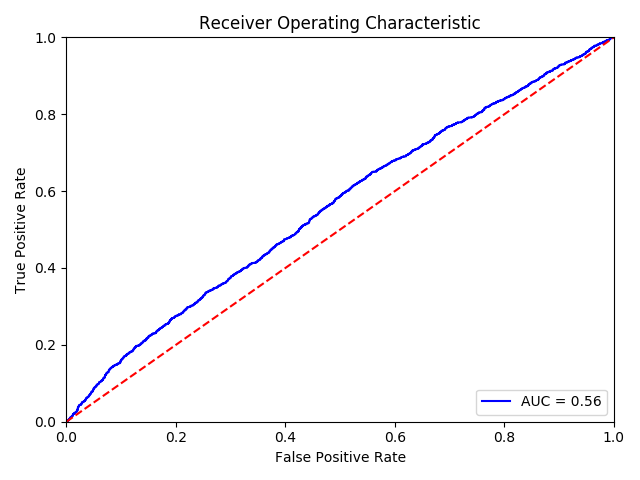 Receiver Operating Characteristic
1.0
0.8
0.6
0.4
0.2
0.0
True Positive Rate
AUC = 0.56
0.0 0.2 0.4 0.6 0.8 1.0
False Positive Rate